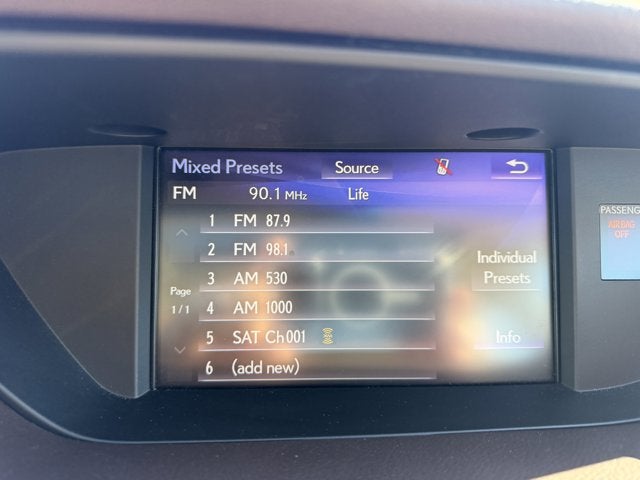 Mixed Presets Source
FM 90.1 MHz Life
1 FM 87.9
2 FM 98.1
3 AM 530
4 AM 1000
5 SAT Ch001
6 (add new)
Page
1/1
Individual
Presets
Info
PASSENG
AIRBAG
OFF